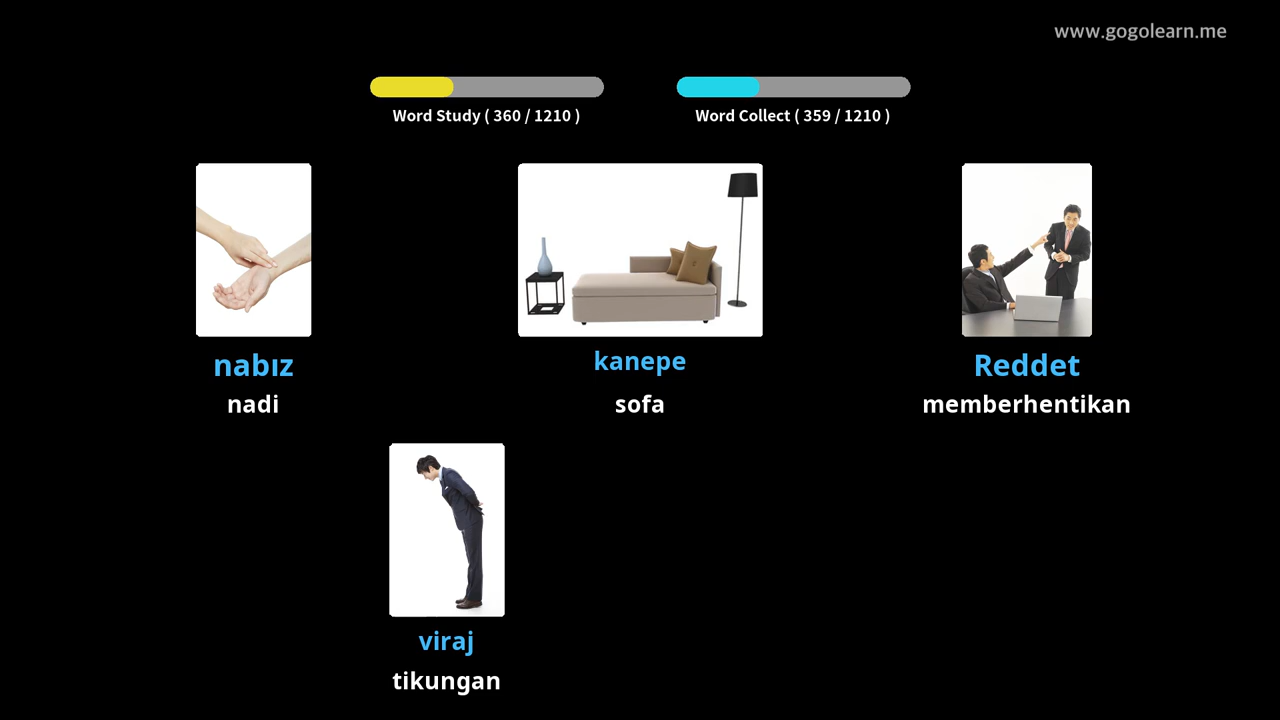 www.gogolearn.me
Word Study ( 360 / 1210 )
Word Collect ( 359 / 1210 )
nabız
nadi
kanepe
sofa
Reddet
memberhentikan
viraj
tikungan